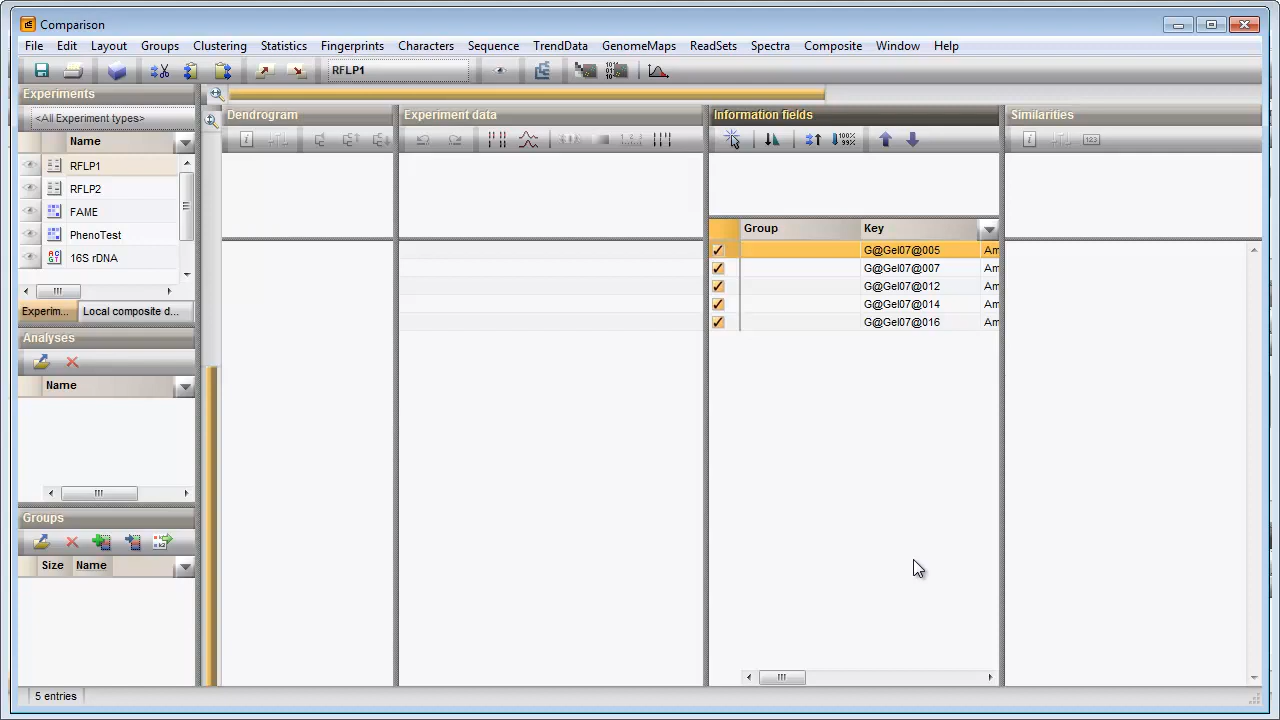 Comparison
File Edit Layout Groups Clustering Statistics Fingerprints Characters Sequence TrendData GenomeMaps ReadSets Spectra Composite Window Help
RFLP1
Experiments
<All Experiment types>
Name
RFLP1
RFLP2
FAME
PhenoTest
16S rDNA
Experim...
Local composite d...
Analyses
Name
Groups
Size Name
Dendrogram
Experiment data
Information fields
Group Key
G@Gel07@005 Am
G@Gel07@007 Am
G@Gel07@012 Am
G@Gel07@014 Am
G@Gel07@016 Am
Similarities
5 entries